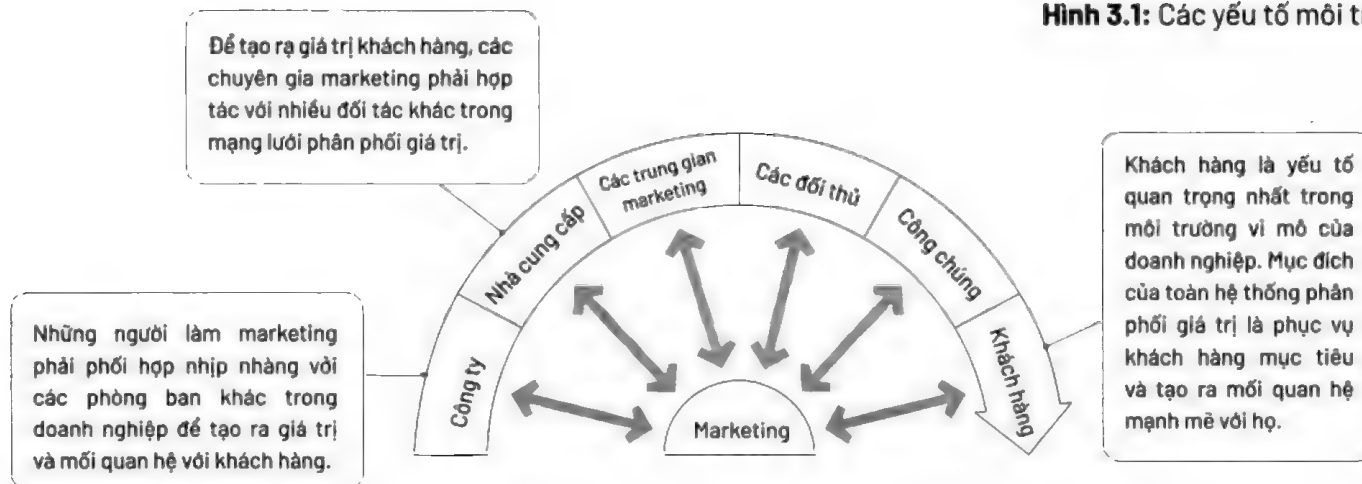 Hình 3.1: Các yếu tố môi
Để tạo rạ giá trị khách hàng, các
chuyên gia marketing phải hợp
tác với nhiều đối tác khác trong
mạng lưới phân phối giá trị.
Các trung gian
marketing
Các đối thủ
Nhà cung cấp
Công chúng
Công ty
Khách hàng
Marketing
Những người làm marketing
phải phối hợp nhịp nhàng với
các phòng ban khác trong
doanh nghiệp để tạo ra giá trị
và mối quan hệ với khách hàng.
Khách hàng là yếu tố
quan trọng nhất trong
môi trường vi mô của
doanh nghiệp. Mục đích
của toàn hệ thống phân
phối giá trị là phục vụ
khách hàng mục tiêu
và tạo ra mối quan hệ
mạnh mẽ với họ.